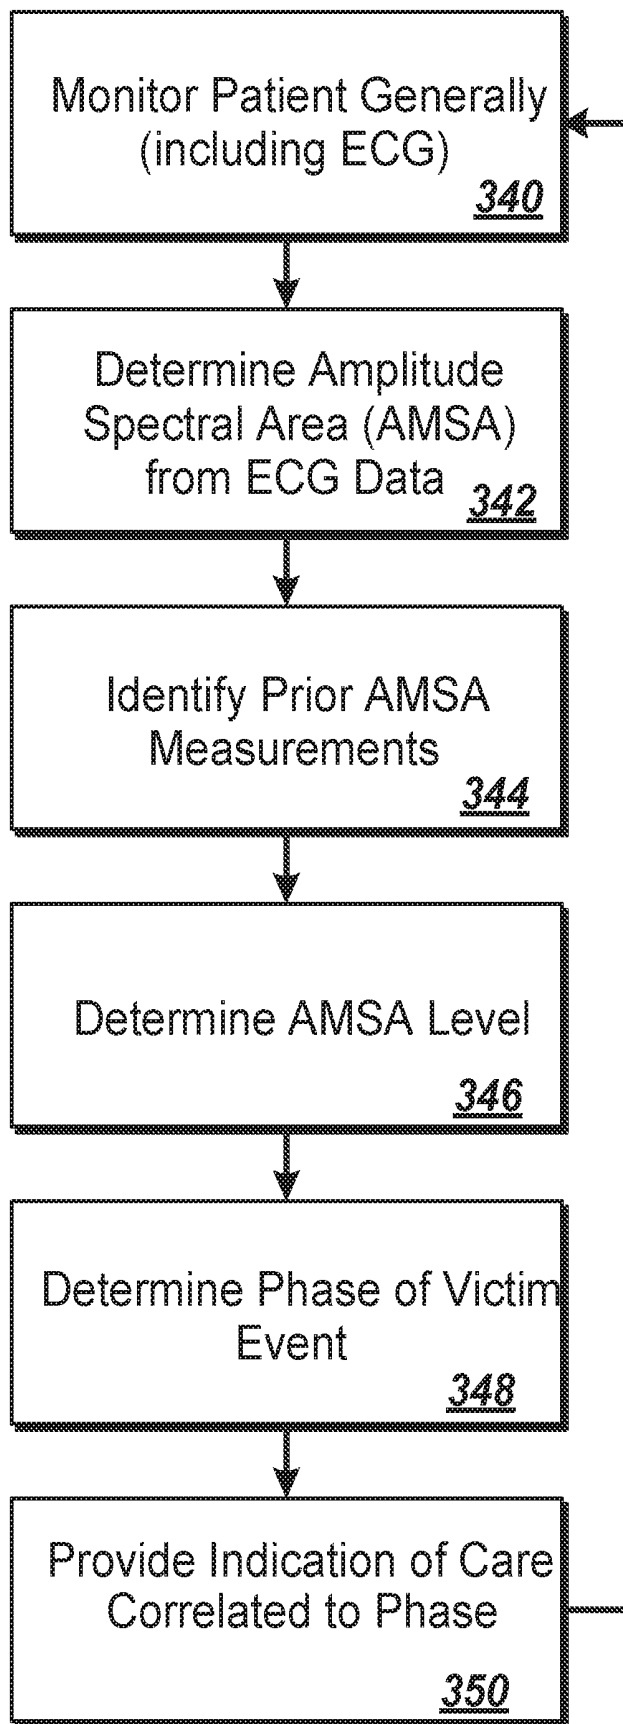 Monitor Patient Generally
(including ECG)
340
Determine Amplitude
Spectral Area (AMSA)
from ECG Data
342
Identify Prior AMSA
Measurements
344
Determine AMSA Level
346
Determine Phase of Victim
Event
348
Provide Indication of Care
Correlated to Phase
350